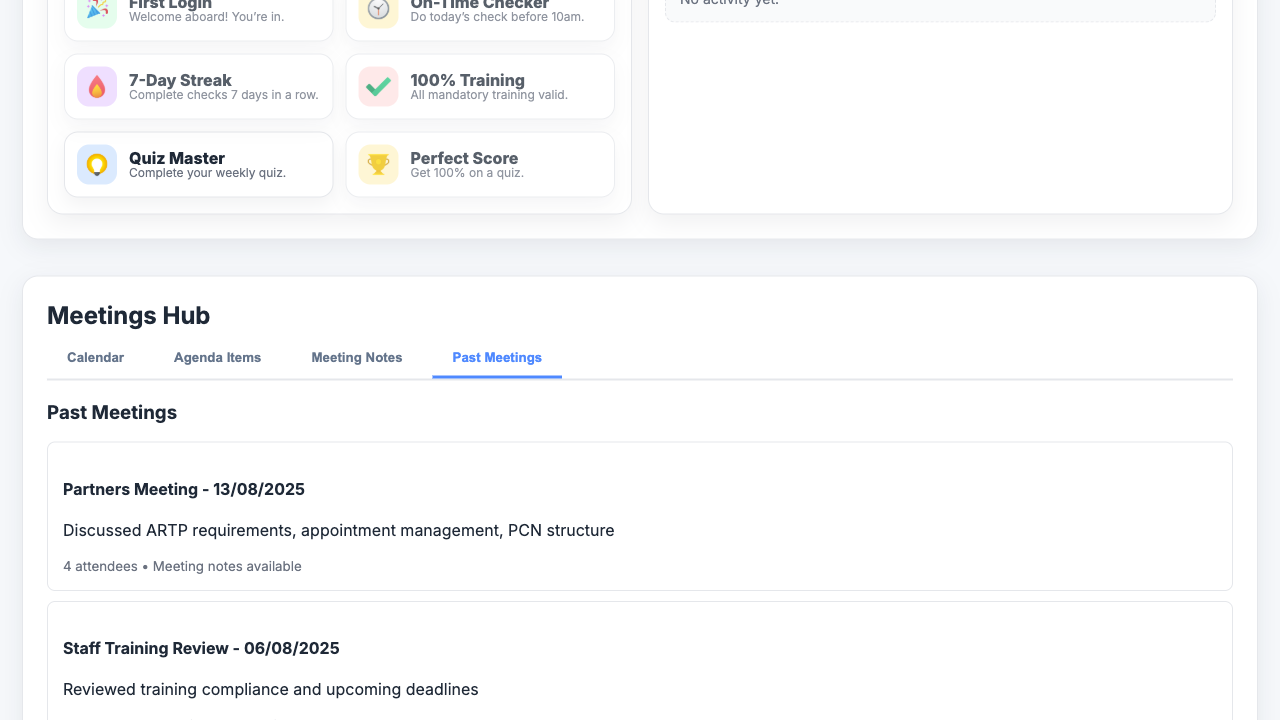 First Login
Welcome aboard! You’re in.
On-Time Checker
Do today’s check before 10am.
No activity yet.
7-Day Streak
Complete checks 7 days in a row.
100% Training
All mandatory training valid.
Quiz Master
Complete your weekly quiz.
Perfect Score
Get 100% on a quiz.
Meetings Hub
Calendar
Agenda Items
Meeting Notes
Past Meetings
Past Meetings
Partners Meeting - 13/08/2025
Discussed ARTP requirements, appointment management, PCN structure
4 attendees • Meeting notes available
Staff Training Review - 06/08/2025
Reviewed training compliance and upcoming deadlines